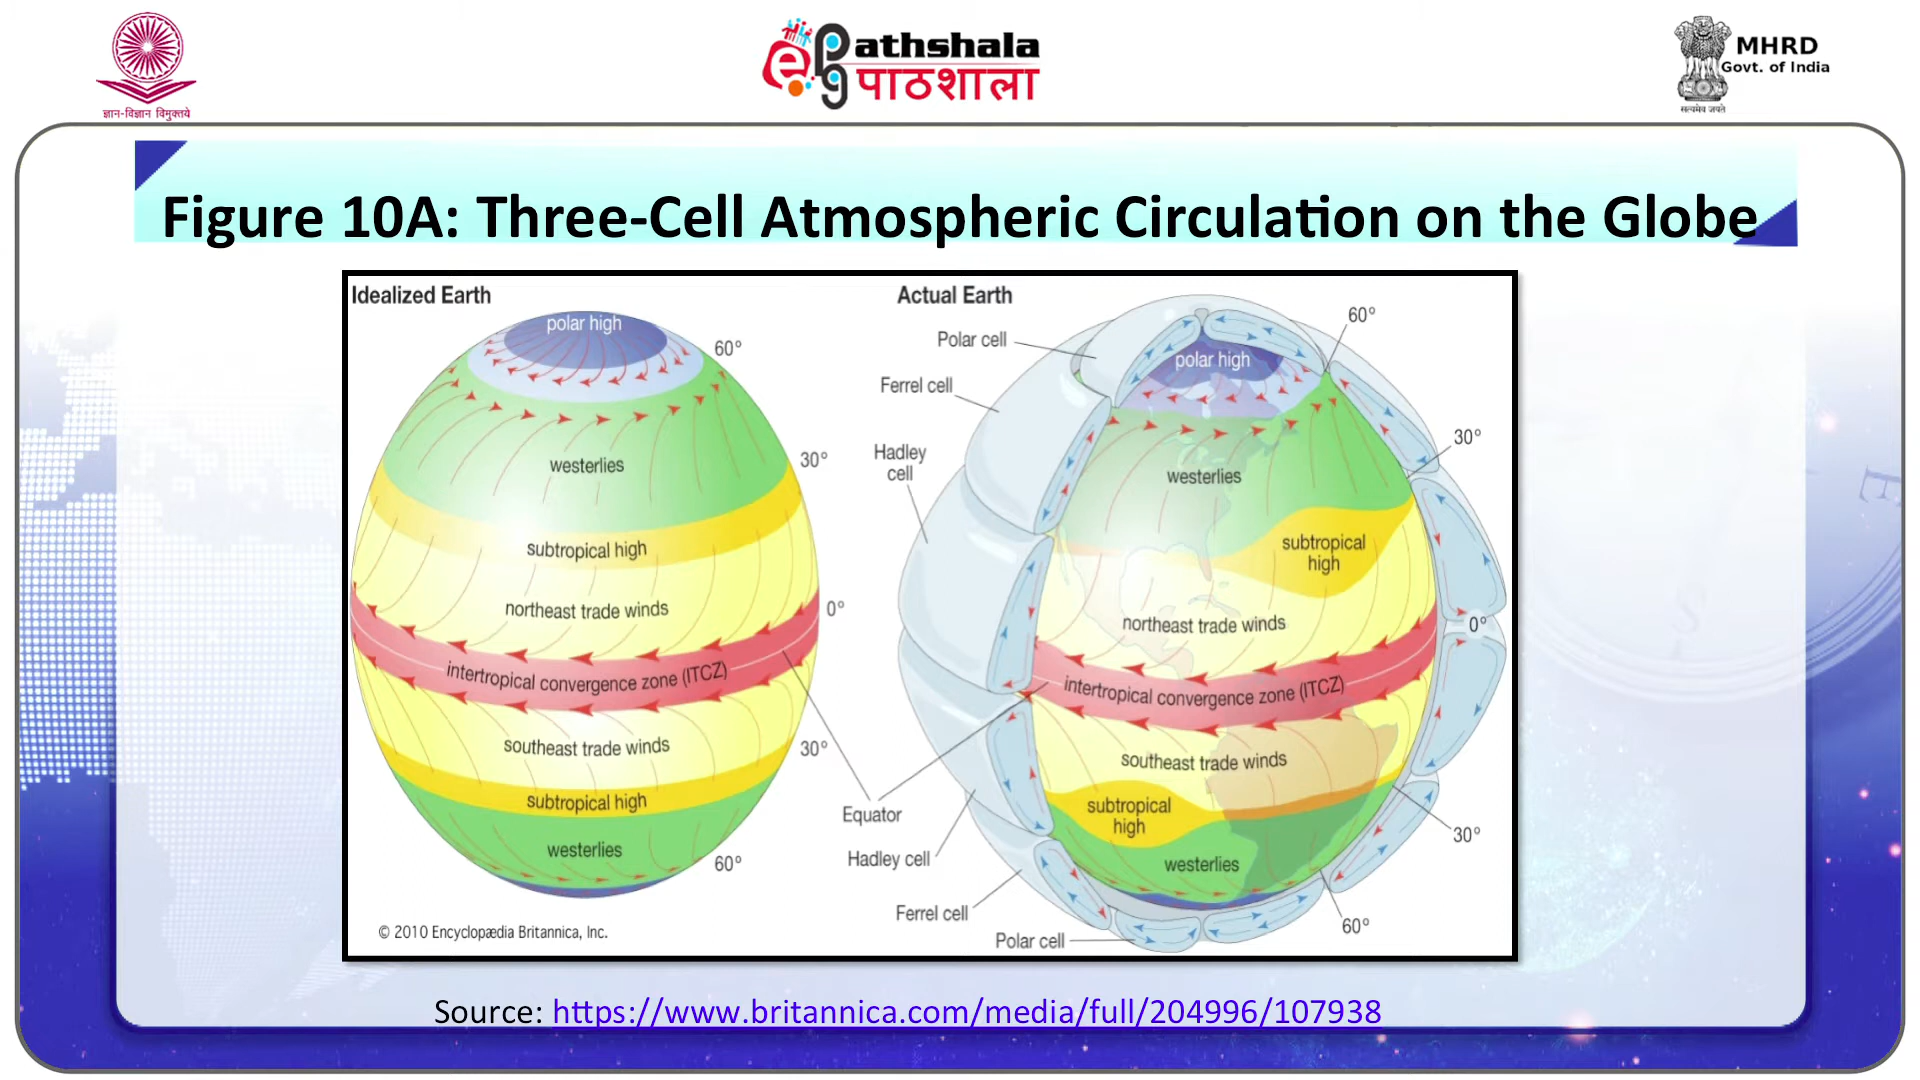 ज्ञान-विज्ञान विमुक्तये
ePG
athshala
पाठशाला
MHRD
Govt. of India
सत्यमेव जयते
Figure 10A: Three-Cell Atmospheric Circulation on the Globe
Idealized Earth
polar high
60°
westerlies
30°
subtropical high
northeast trade winds
0°
intertropical convergence zone (ITCZ)
southeast trade winds
30°
subtropical high
westerlies
60°
Equator
© 2010 Encyclopædia Britannica, Inc.
Actual Earth
Polar cell
Ferrel cell
Hadley
cell
polar high
60°
westerlies
30°
subtropical
high
northeast trade winds
0°
intertropical convergence zone (ITCZ)
southeast trade winds
subtropical
high
30°
westerlies
Hadley cell
Ferrel cell
Polar cell
60°
Source: https://www.britannica.com/media/full/204996/107938